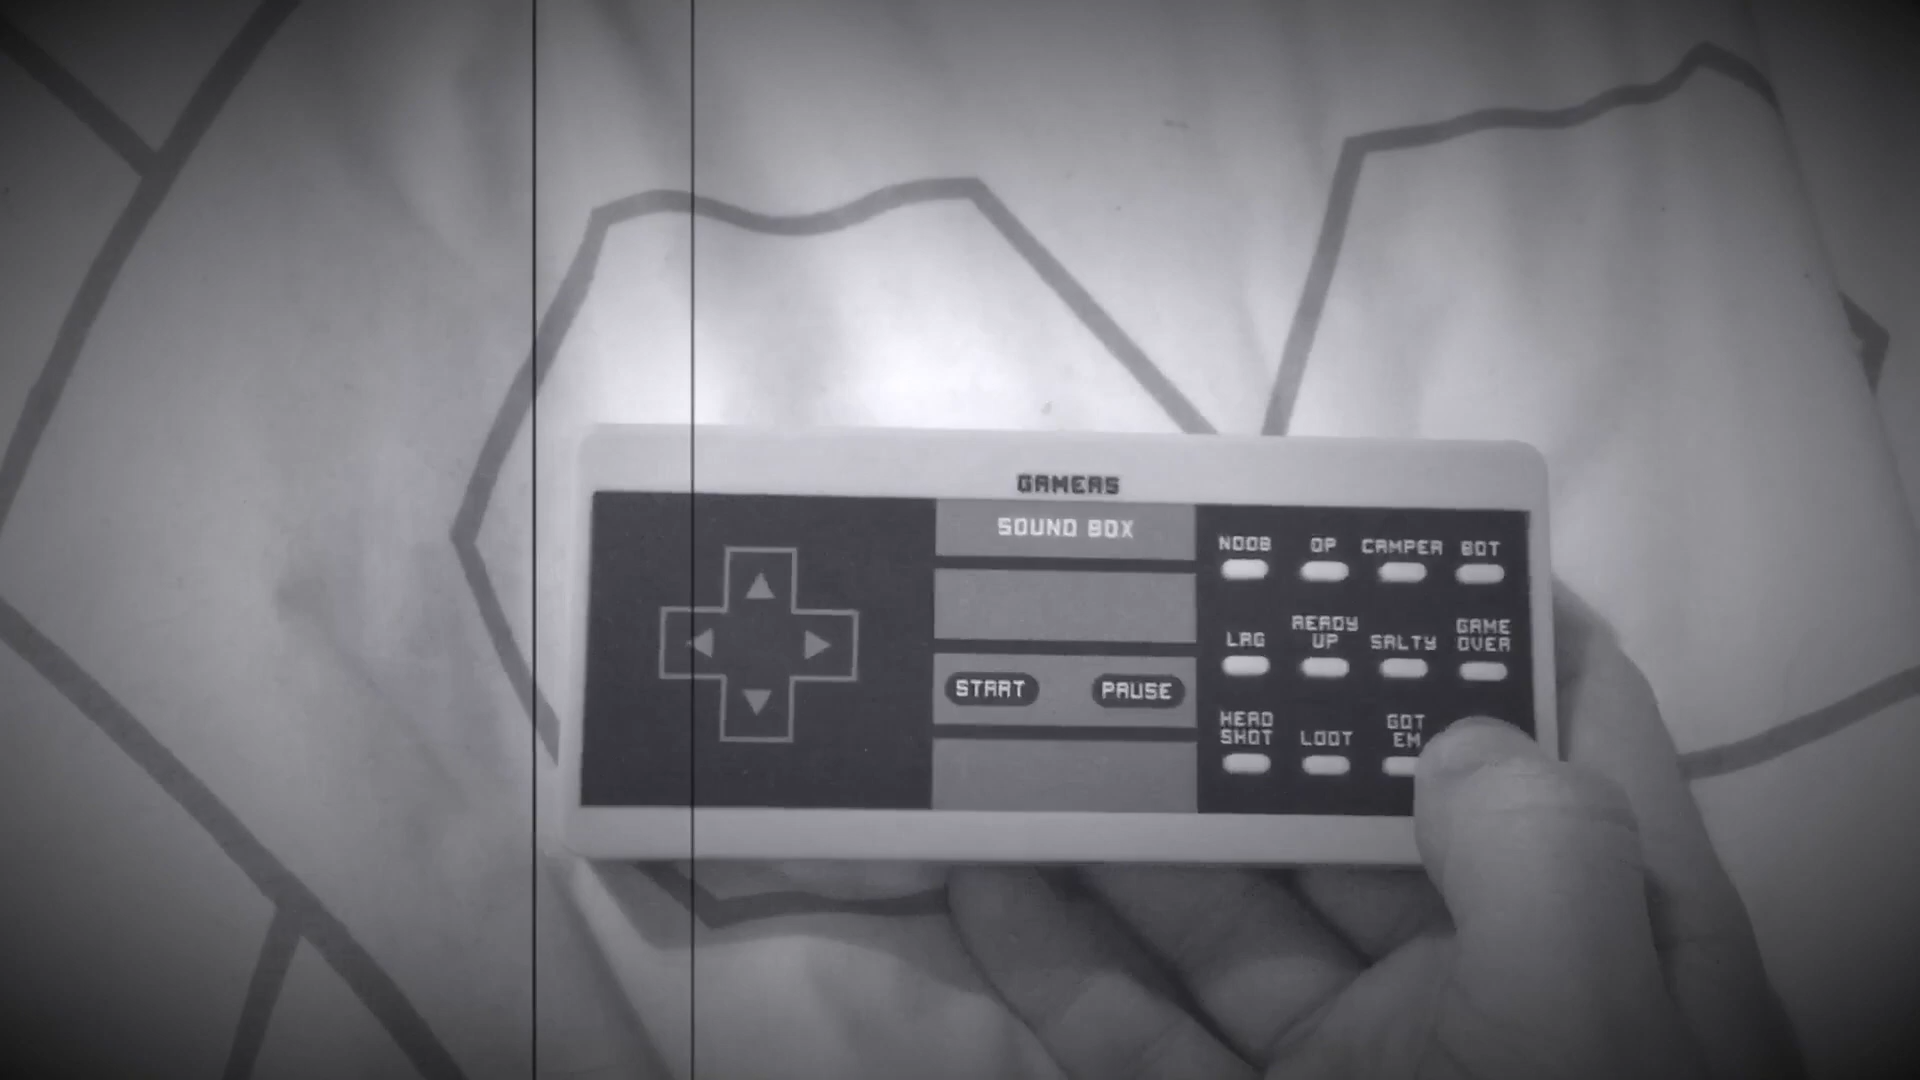 GAMERS
SOUND BOX
NOOB OP CAMPER BOT
LAG READY UP SALTY GAME OVER
START PAUSE
HEAD SHOT LOOT GOT EM